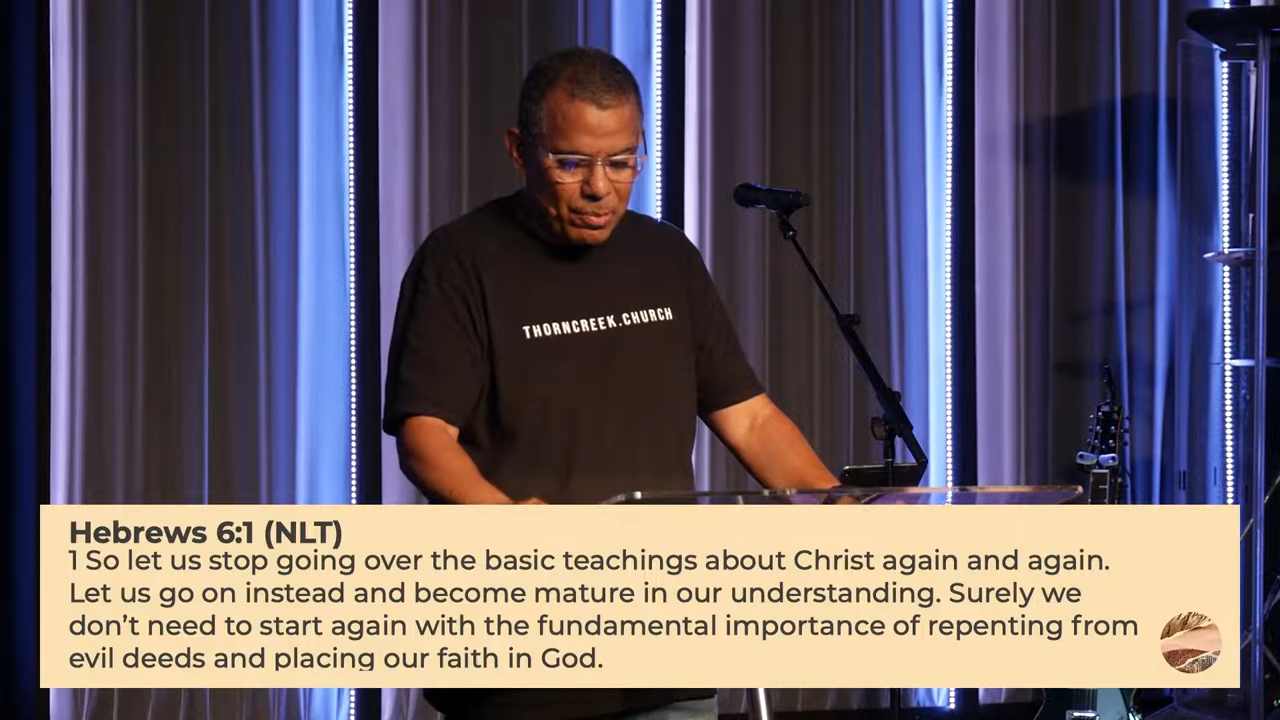 THORNCREEK.CHURCH
Hebrews 6:1 (NLT)
1 So let us stop going over the basic teachings about Christ again and again.
Let us go on instead and become mature in our understanding. Surely we
don’t need to start again with the fundamental importance of repenting from
evil deeds and placing our faith in God.